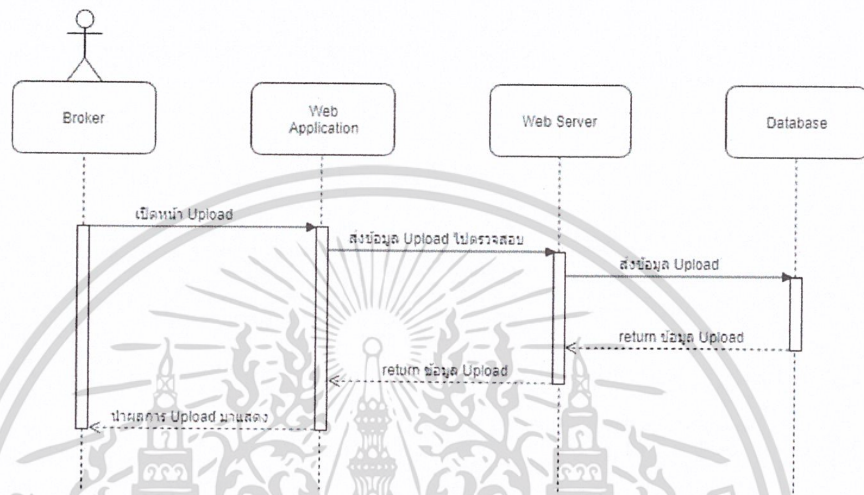 Broker
Web
Application
Web Server
Database
เปิดหน้า Upload
ส่งข้อมูล Upload ไปตรวจสอบ
ส่งข้อมูล Upload
return ข้อมูล Upload
return ข้อมูล Upload
นำผลการ Upload มาแสดง